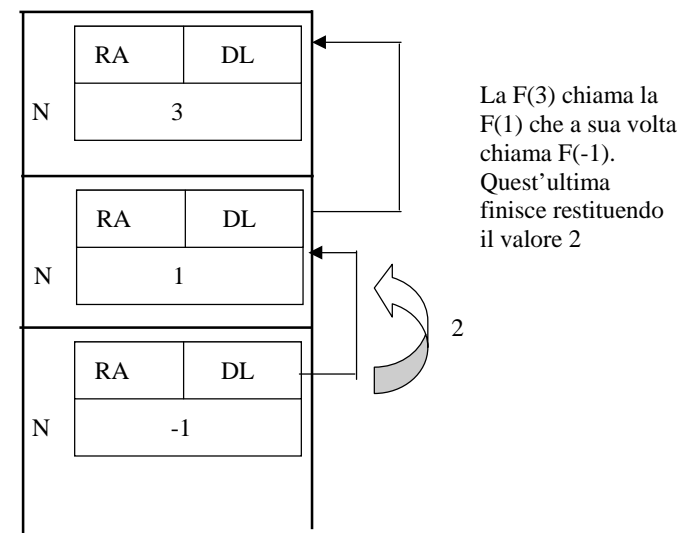 RA DL
N 3
La F(3) chiama la
F(1) che a sua volta
chiama F(-1).
Quest’ultima
finisce restituendo
il valore 2
RA DL
N 1
2
RA DL
N -1